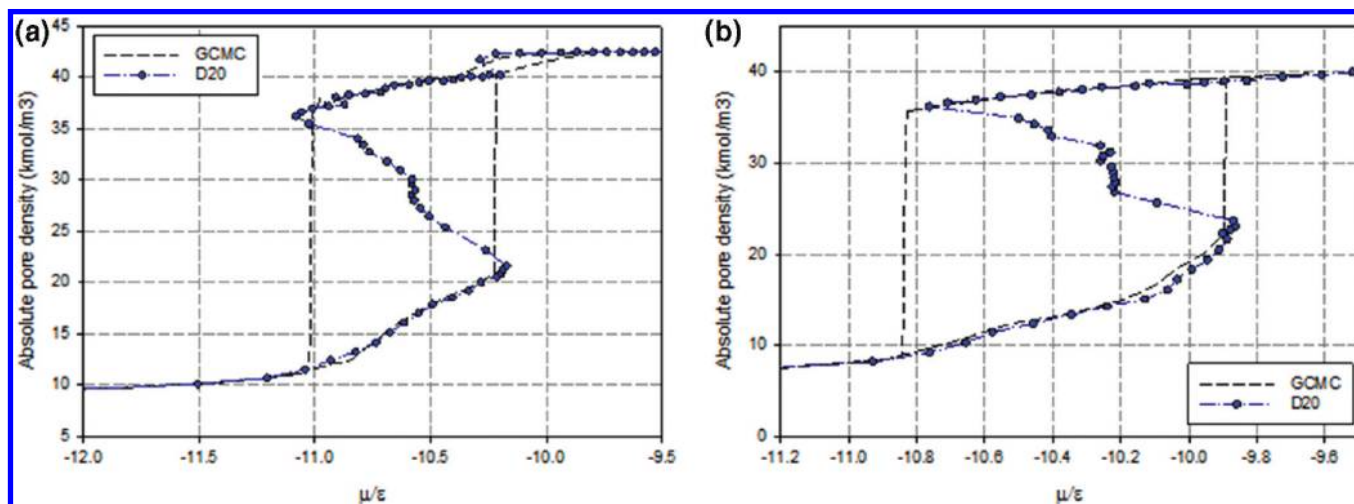 (a)
Absolute pore density (kmol/m3)
45
40
35
30
25
20
15
10
5
GCMC
D20
-12.0
-11.5
-11.0
-10.5
-10.0
-9.5
μ/ε
(b)
Absolute pore density (kmol/m3)
40
30
20
10
0
GCMC
D20
-11.2
-11.0
-10.8
-10.6
-10.4
-10.2
-10.0
-9.8
-9.6
μ/ε